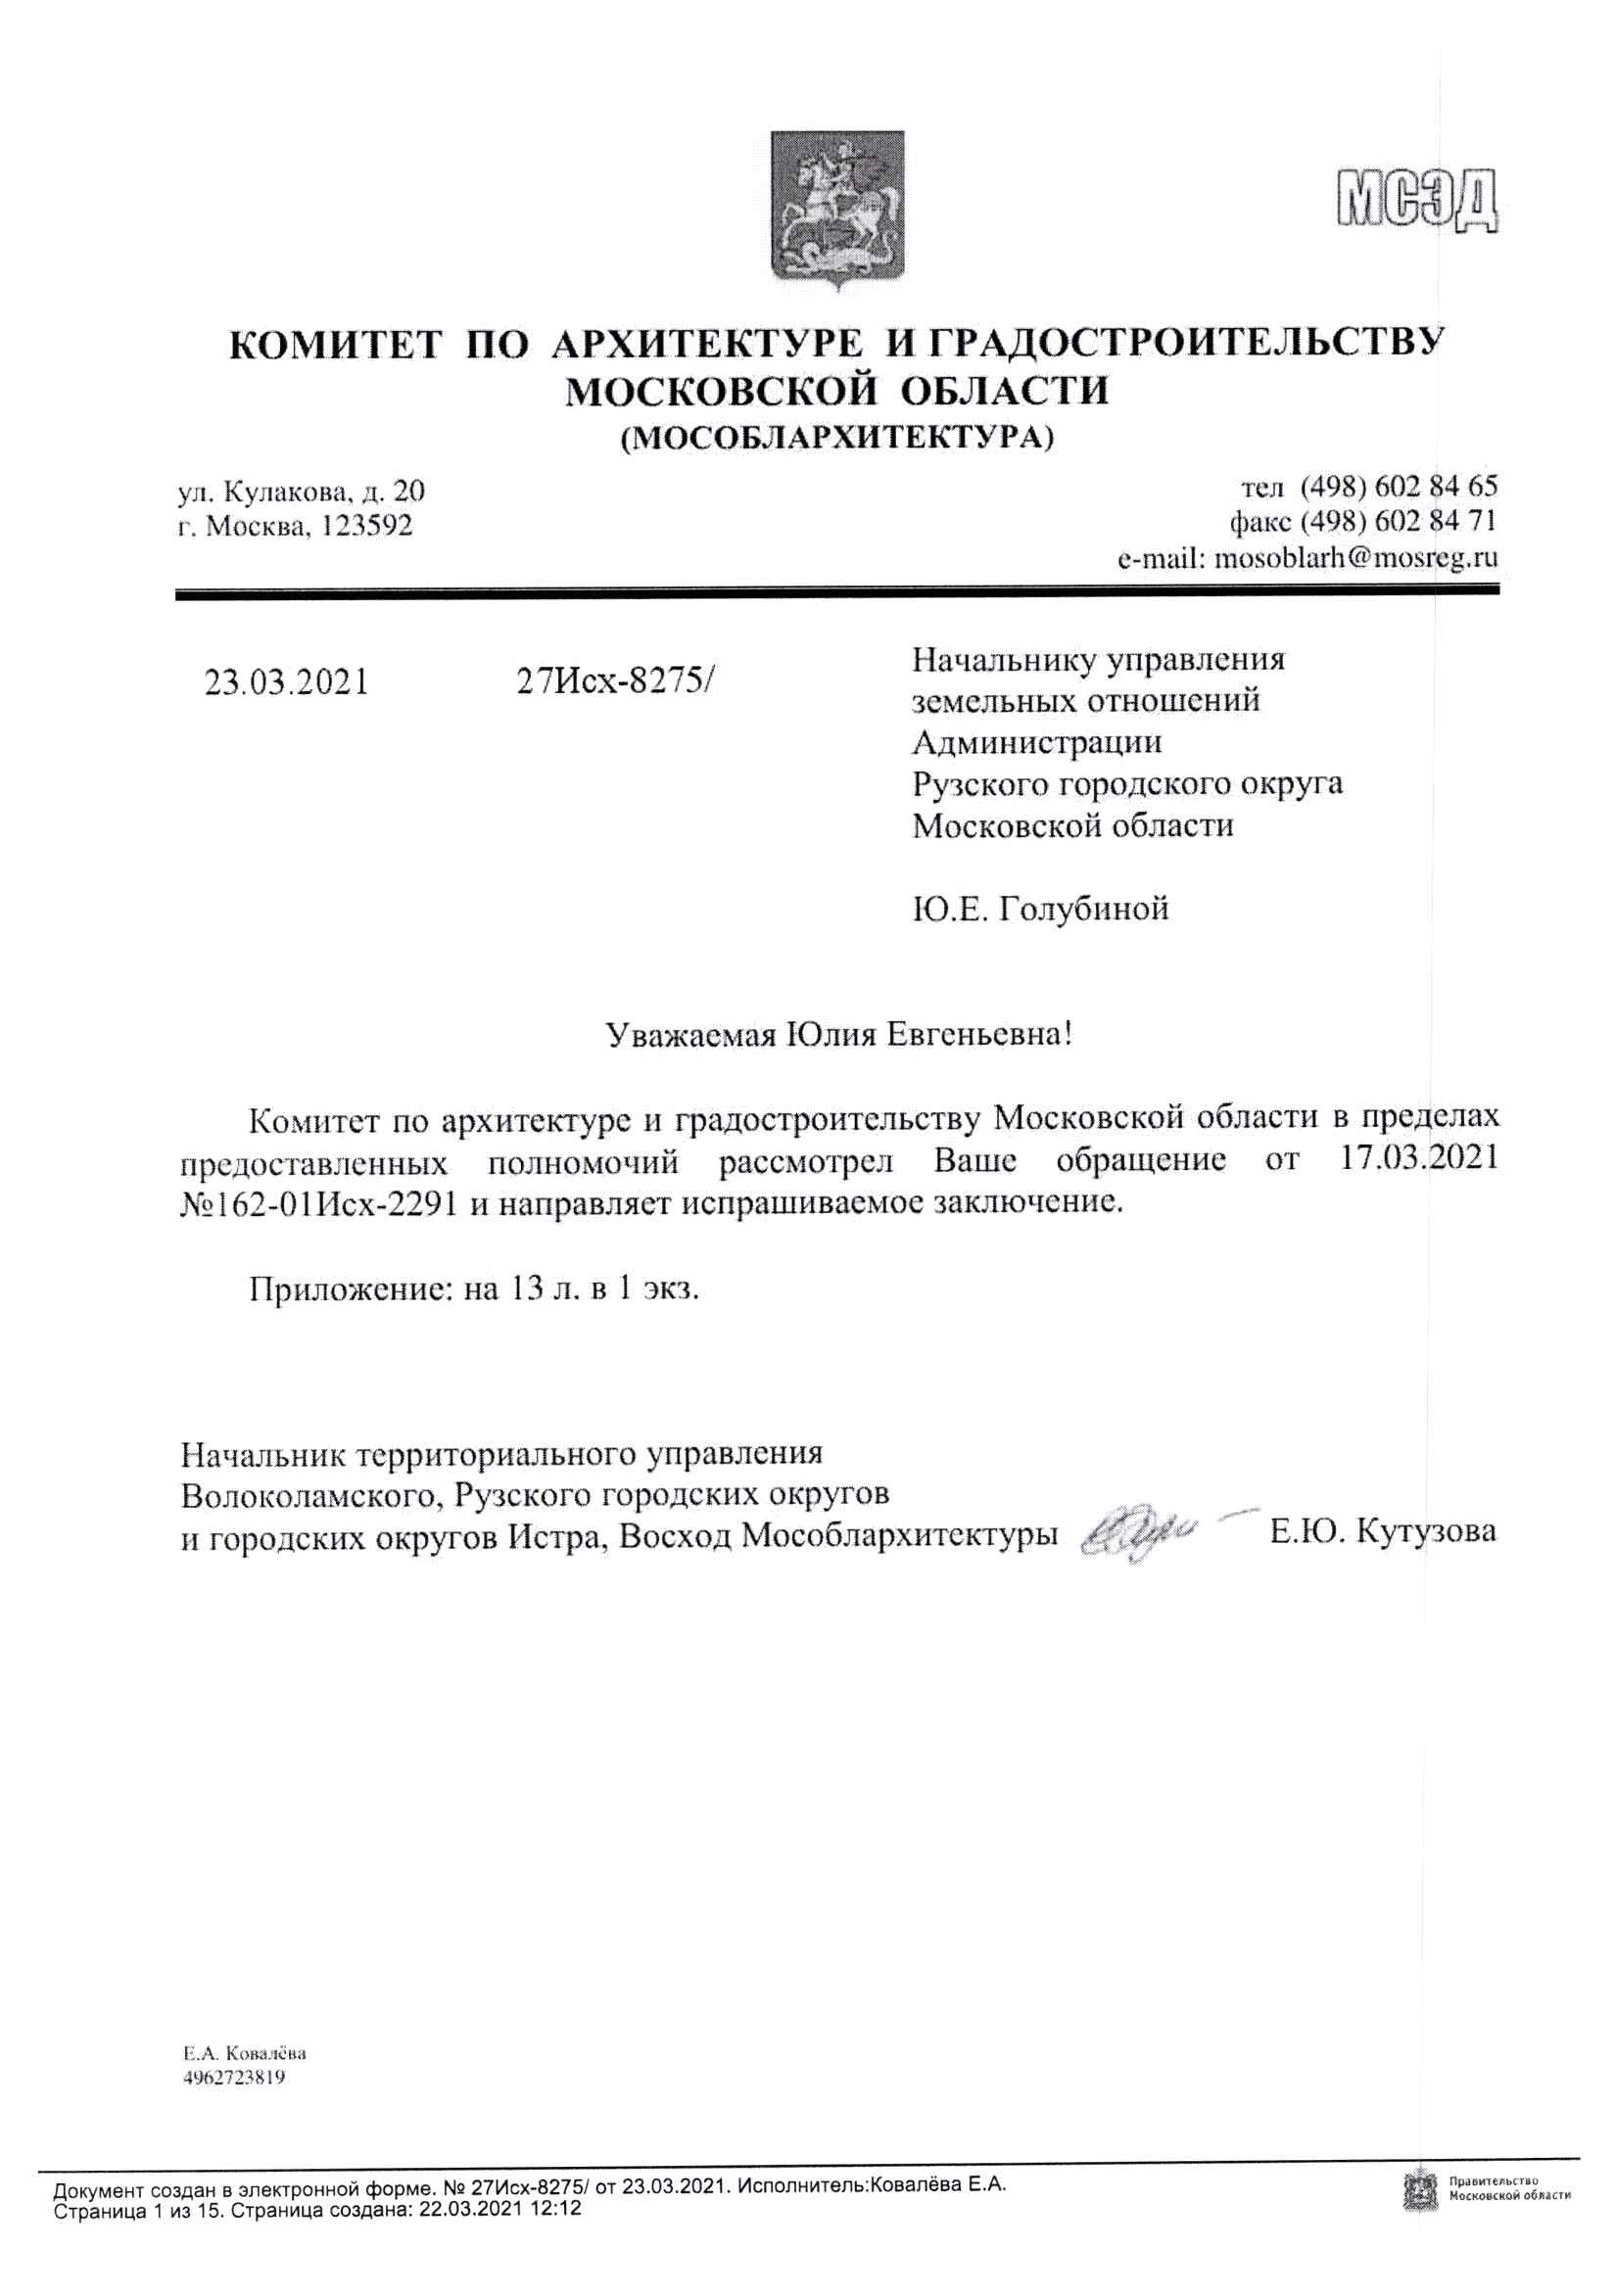 МСЭД
КОМИТЕТ ПО АРХИТЕКТУРЕ И ГРАДОСТРОИТЕЛЬСТВУ
МОСКОВСКОЙ ОБЛАСТИ
(МОСОБЛАРХИТЕКТУРА)
ул. Кулакова, д. 20
г. Москва, 123592
тел (498) 602 84 65
факс (498) 602 84 71
e-mail: mosoblarh@mosreg.ru
23.03.2021 27Исх-8275/
Начальнику управления
земельных отношений
Администрации
Рузского городского округа
Московской области
Ю.Е. Голубиной
Уважаемая Юлия Евгеньевна!
Комитет по архитектуре и градостроительству Московской области в пределах
предоставленных полномочий рассмотрел Ваше обращение от 17.03.2021
№162-01Исх-2291 и направляет испрашиваемое заключение.
Приложение: на 13 л. в 1 экз.
Начальник территориального управления
Волоколамского, Рузского городских округов
и городских округов Истра, Восход Мособлархитектуры Е.Ю. Кутузова
Е.А. Ковалёва
4962723819
Документ создан в электронной форме. № 27Исх-8275/ от 23.03.2021. Исполнитель:Ковалёва Е.А.
Страница 1 из 15. Страница создана: 22.03.2021 12:12
Правительство
Московской области